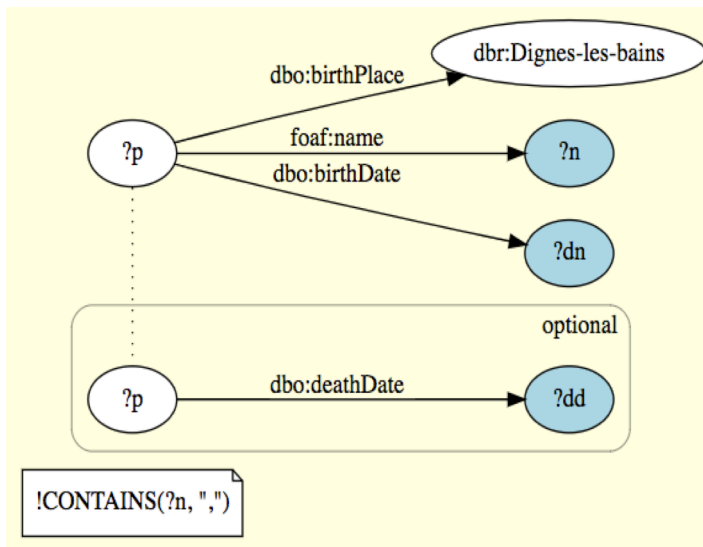 dbr:Dignes-les-bains
dbo:birthPlace
?p
foaf:name
?n
dbo:birthDate
?dn
optional
?p
dbo:deathDate
?dd
!CONTAINS(?n, ",")